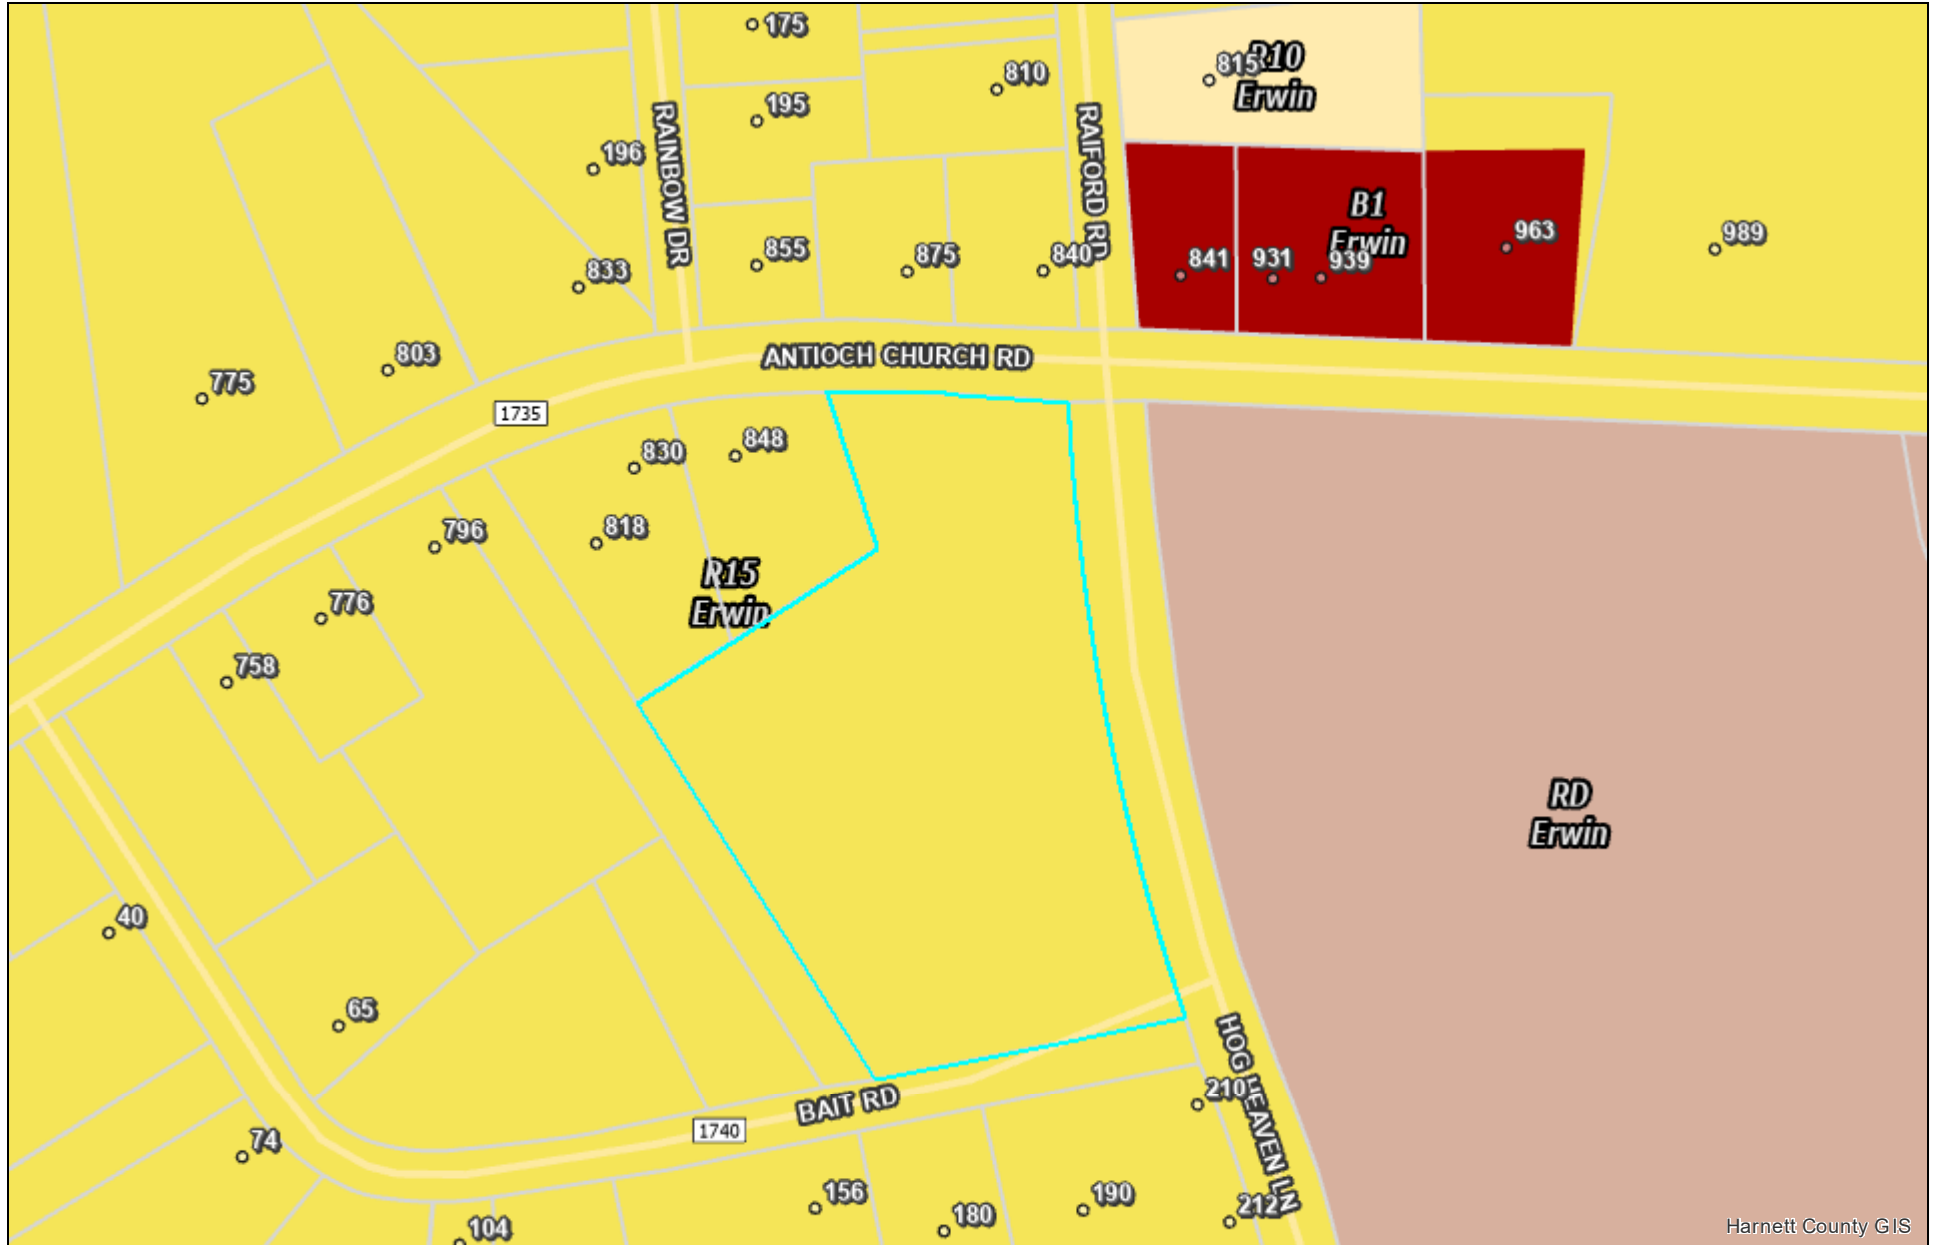 175
810
815
R10
Erwin
195
196
RAINBOW DR
RAIFORD RD
B1
Erwin
963
989
855
875
840
841
931
939
833
803
ANTIOCH CHURCH RD
775
1735
830
848
796
818
R15
Erwin
776
758
RD
Erwin
40
65
HOG HEAVEN LN
210
BAIT RD
1740
74
156
190
180
212
104
Harnett County GIS